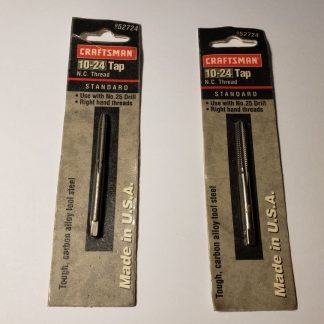 952724
CRAFTSMAN
10-24 Tap
N.C. Thread
STANDARD
• Use with No. 25 Drill
• Right hand threads
Tough, carbon alloy tool steel
Made in U.S.A.
952724
CRAFTSMAN
10-24 Tap
N.C. Thread
STANDARD
• Use with No. 25 Drill
• Right hand threads
Tough, carbon alloy tool steel
Made in U.S.A.